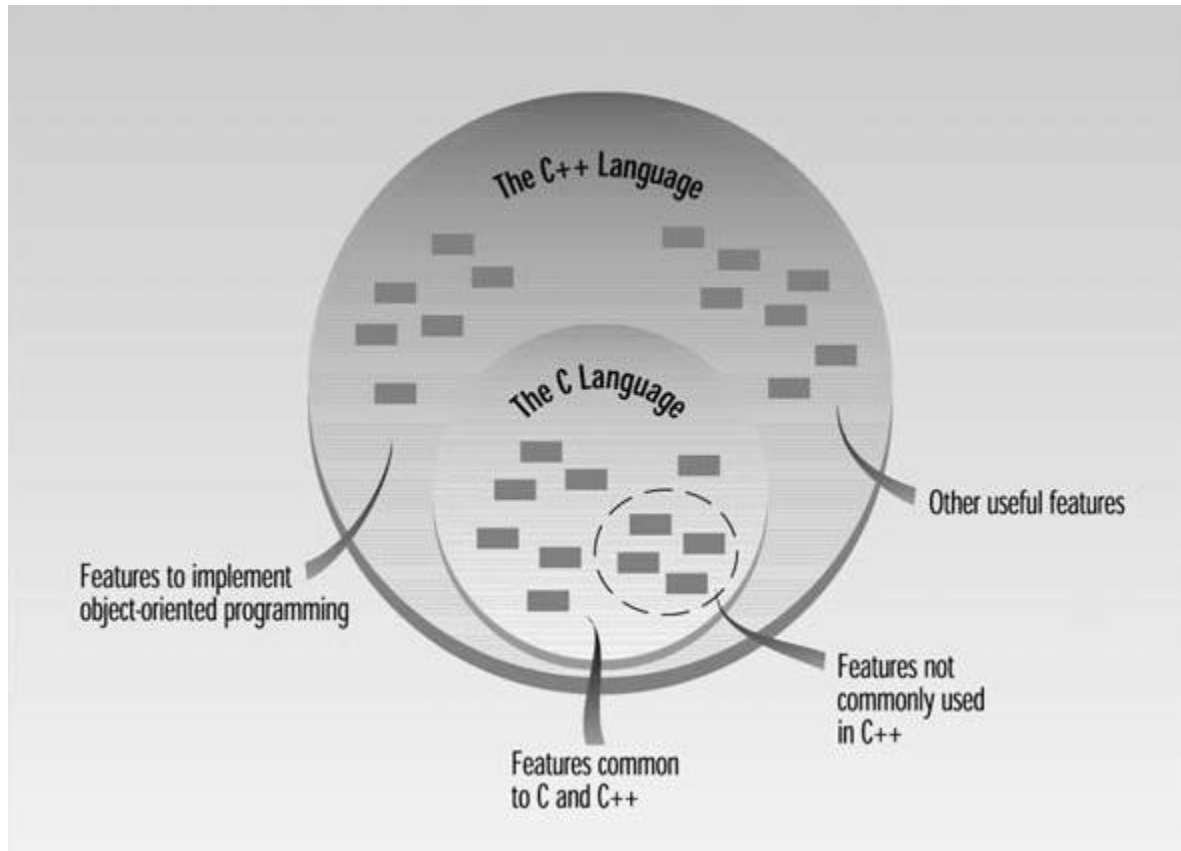 The C++ Language
The C Language
Other useful features
Features to implement
object-oriented programming
Features not
commonly used
in C++
Features common
to C and C++